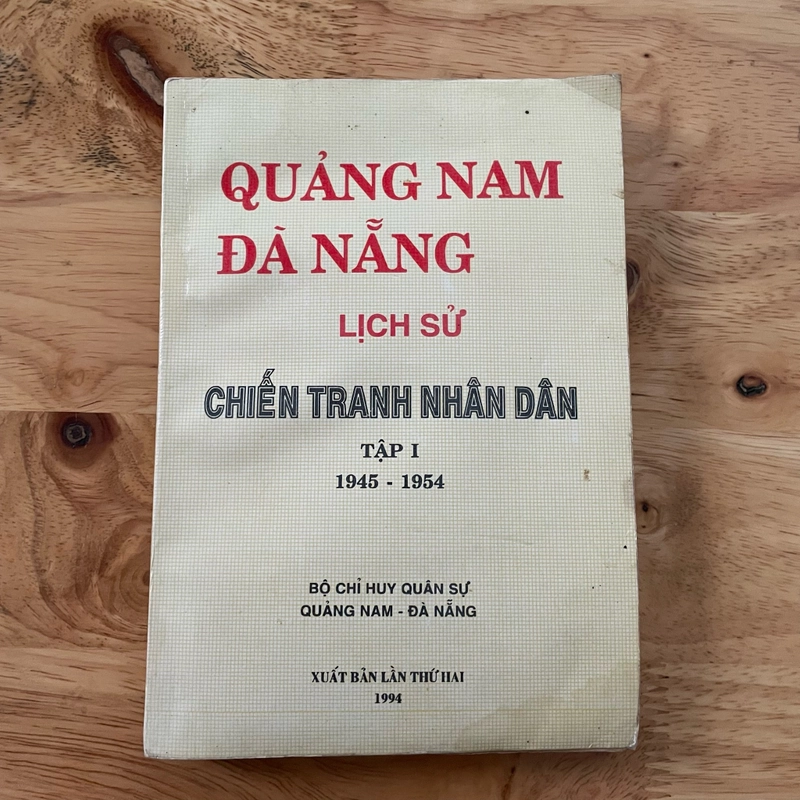 QUẢNG NAM
ĐÀ NẴNG
LỊCH SỬ
CHIẾN TRANH NHÂN DÂN
TẬP I
1945 - 1954
BỘ CHỈ HUY QUÂN SỰ
QUẢNG NAM - ĐÀ NẴNG
XUẤT BẢN LẦN THỨ HAI
1994